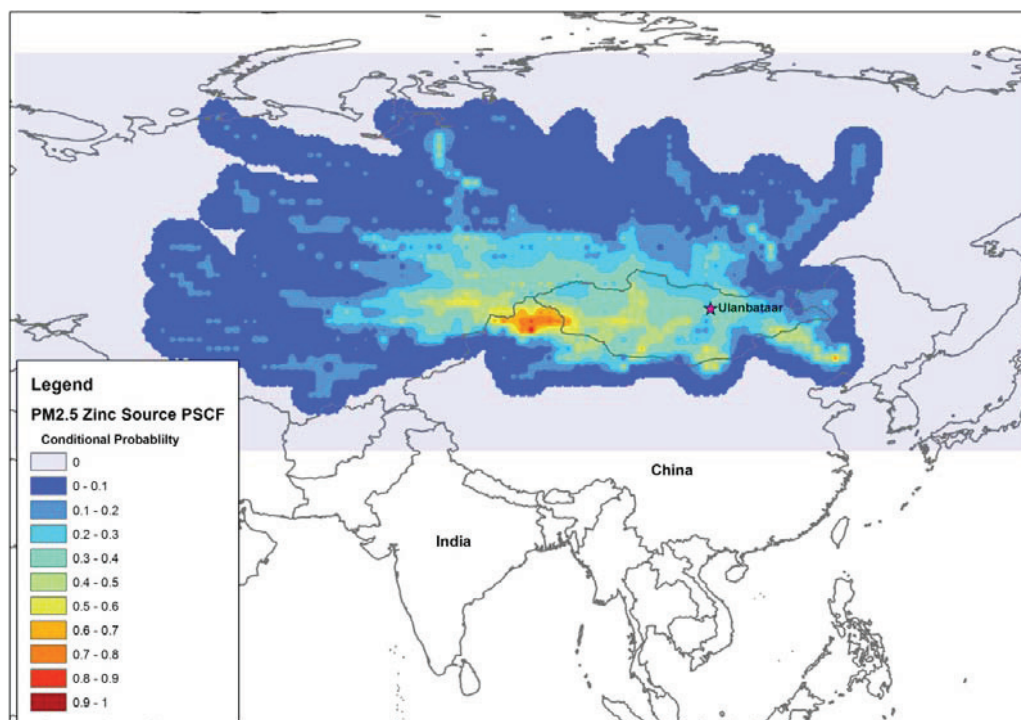 Ulanbataar
Legend
PM2.5 Zinc Source PSCF
Conditional Probablilty
0
0 - 0.1
0.1 - 0.2
0.2 - 0.3
0.3 - 0.4
0.4 - 0.5
0.5 - 0.6
0.6 - 0.7
0.7 - 0.8
0.8 - 0.9
0.9 - 1
China
India